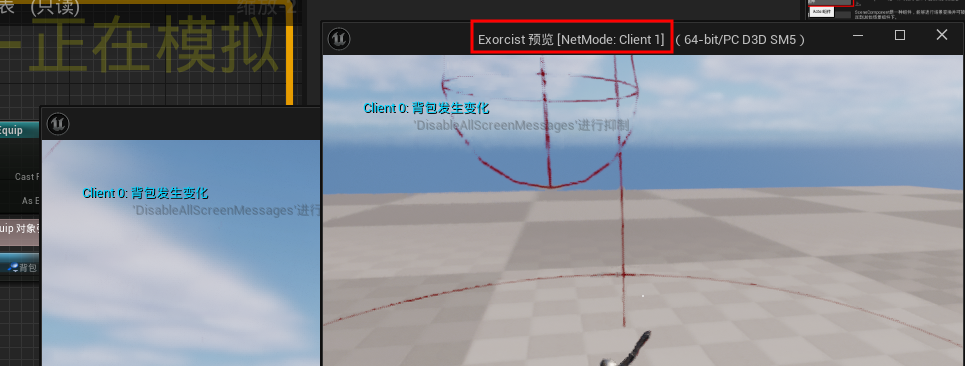 表 (只读)
缩放-2
正在模拟
Equip
Cast
As E
uip 对象
背包
Client 0: 背包发生变化
'DisableAllScreenMessages'进行
Exorcist 预览 [NetMode: Client 1] ( 64-bit/PC D3D SM5 )
Client 0: 背包发生变化
'DisableAllScreenMessages'进行抑制